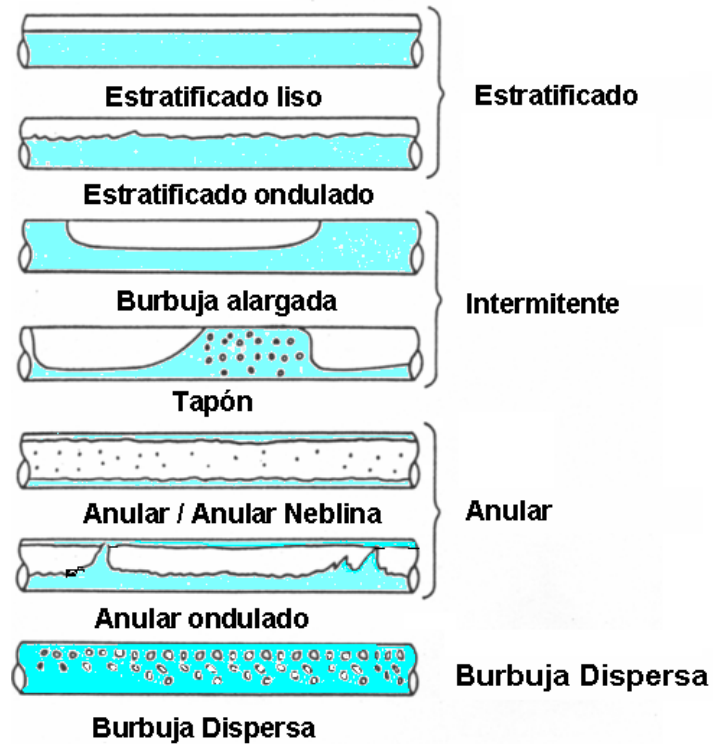 Estratificado liso
Estratificado
Estratificado ondulado
Burbuja alargada
Intermitente
Tapón
Anular / Anular Neblina
Anular
Anular ondulado
Burbuja Dispersa
Burbuja Dispersa